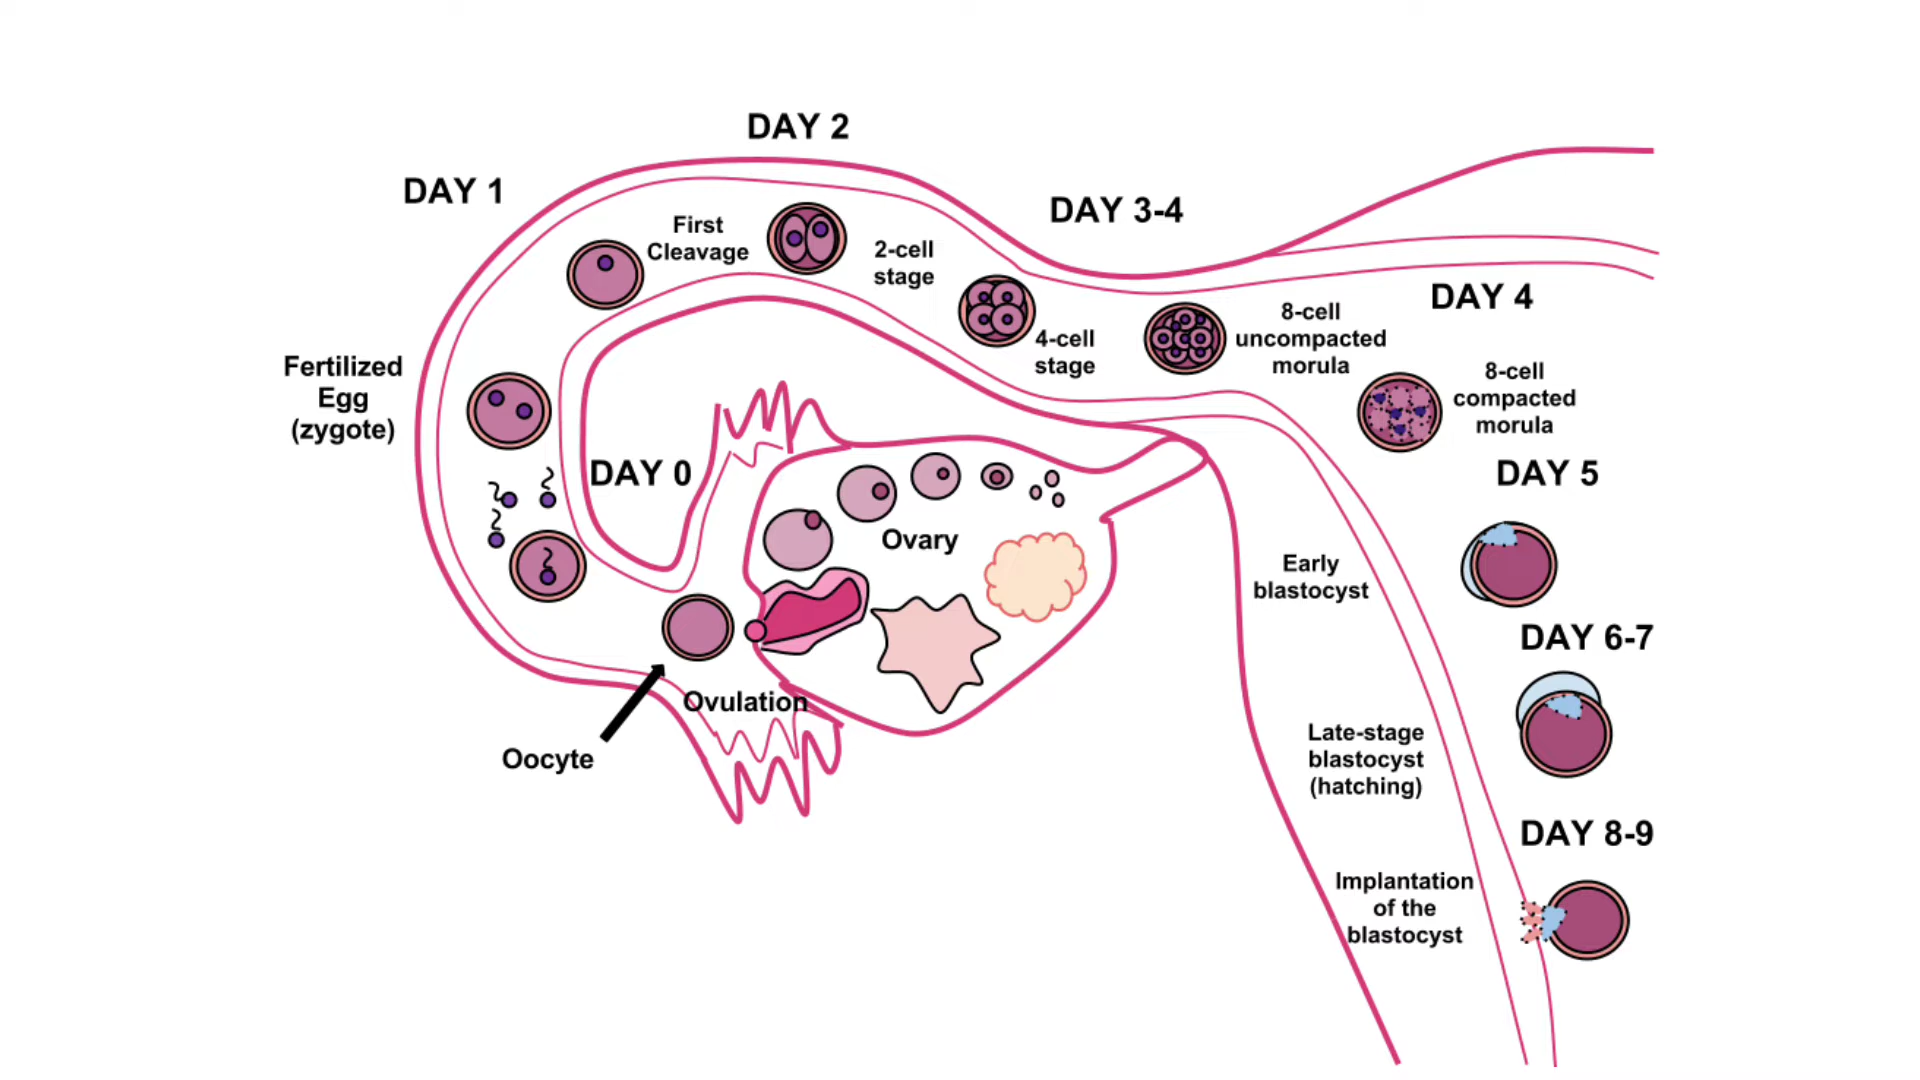 DAY 2
DAY 1
DAY 3-4
First
Cleavage
2-cell
stage
DAY 4
4-cell
stage
8-cell
uncompacted
morula
Fertilized
Egg
(zygote)
8-cell
compacted
morula
DAY 0
DAY 5
Ovary
Early
blastocyst
DAY 6-7
Ovulation
Oocyte
Late-stage
blastocyst
(hatching)
DAY 8-9
Implantation
of the
blastocyst